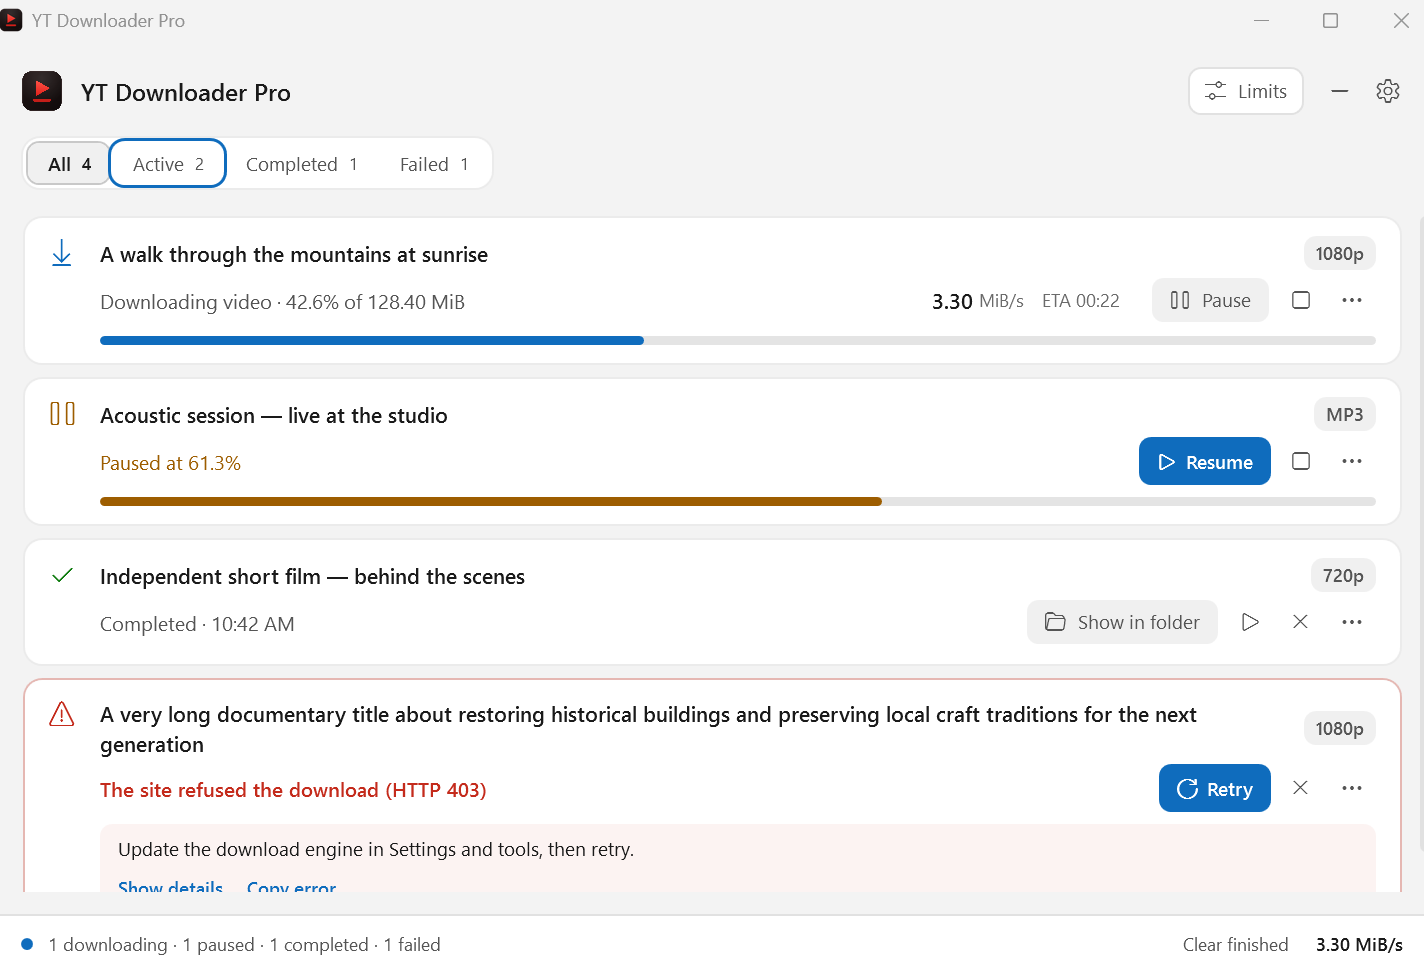 YT Downloader Pro
YT Downloader Pro
Limits
All 4
Active 2
Completed 1
Failed 1
A walk through the mountains at sunrise
1080p
Downloading video · 42.6% of 128.40 MiB
3.30 MiB/s
ETA 00:22
Pause
Acoustic session — live at the studio
MP3
Paused at 61.3%
Resume
Independent short film — behind the scenes
720p
Completed · 10:42 AM
Show in folder
A very long documentary title about restoring historical buildings and preserving local craft traditions for the next
generation
1080p
The site refused the download (HTTP 403)
Retry
Update the download engine in Settings and tools, then retry.
Show details
Copy error
1 downloading · 1 paused · 1 completed · 1 failed
Clear finished
3.30 MiB/s